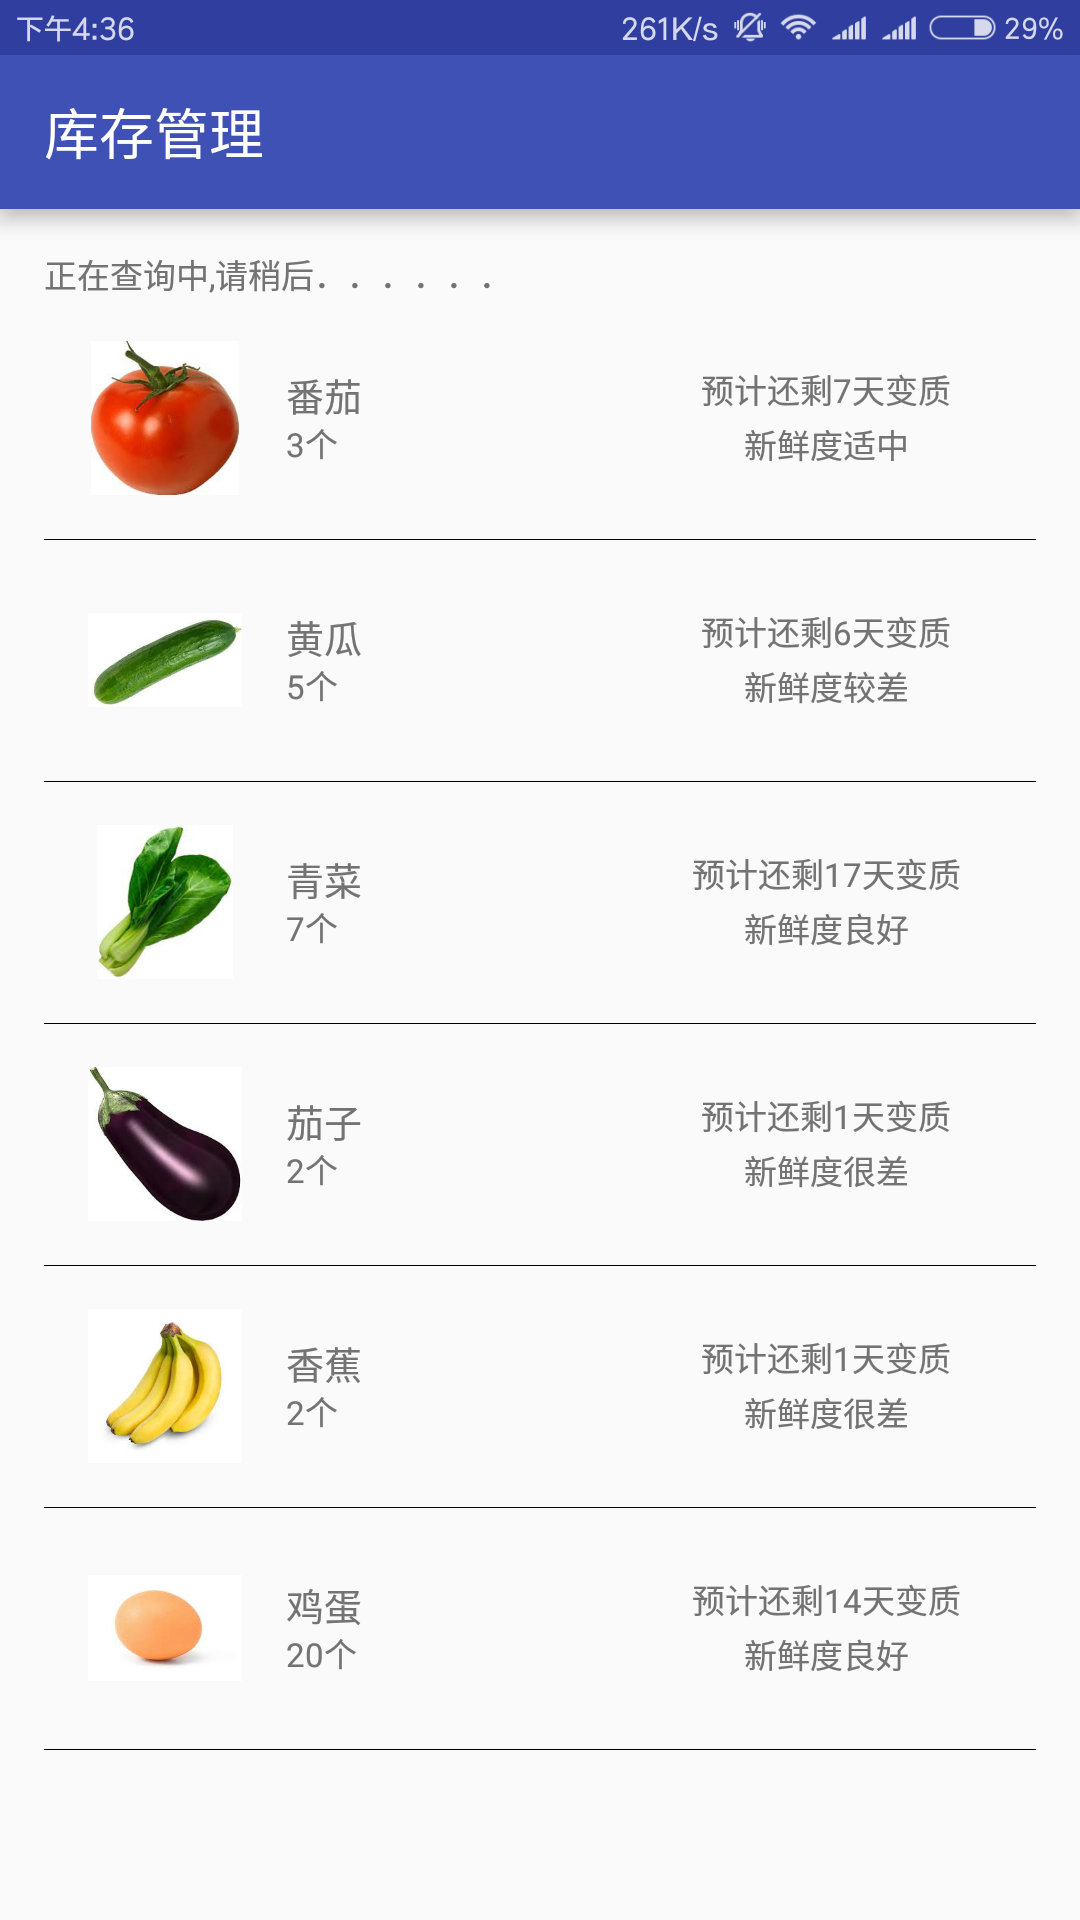 下午4:36 261K/s 29%
库存管理
正在查询中,请稍后. . . . . .
番茄
3个
预计还剩7天变质
新鲜度适中
黄瓜
5个
预计还剩6天变质
新鲜度较差
青菜
7个
预计还剩17天变质
新鲜度良好
茄子
2个
预计还剩1天变质
新鲜度很差
香蕉
2个
预计还剩1天变质
新鲜度很差
鸡蛋
20个
预计还剩14天变质
新鲜度良好